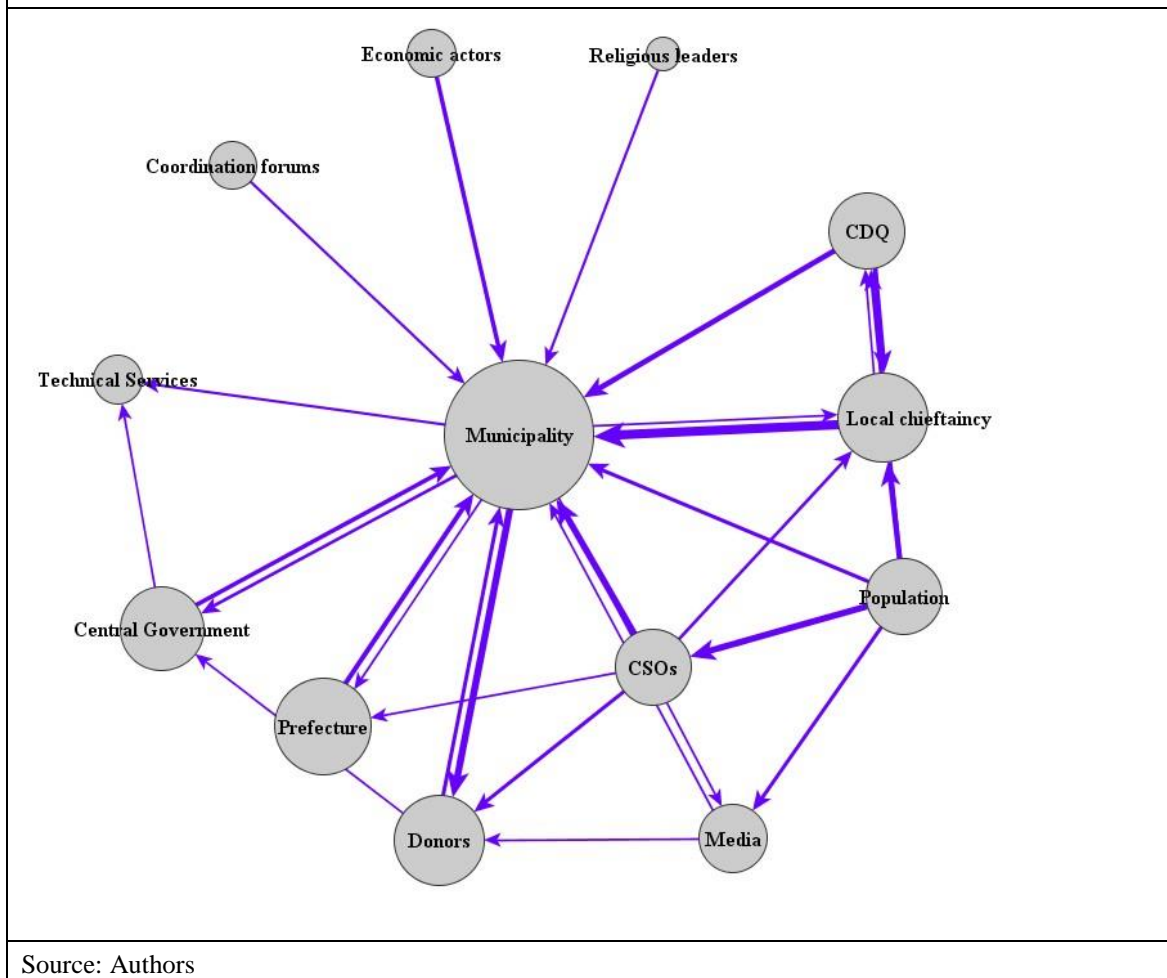 Economic actors
Religious leaders
Coordination forums
CDQ
Technical Services
Municipality
Local chieftaincy
Population
Central Government
CSOs
Prefecture
Donors
Media
Source: Authors